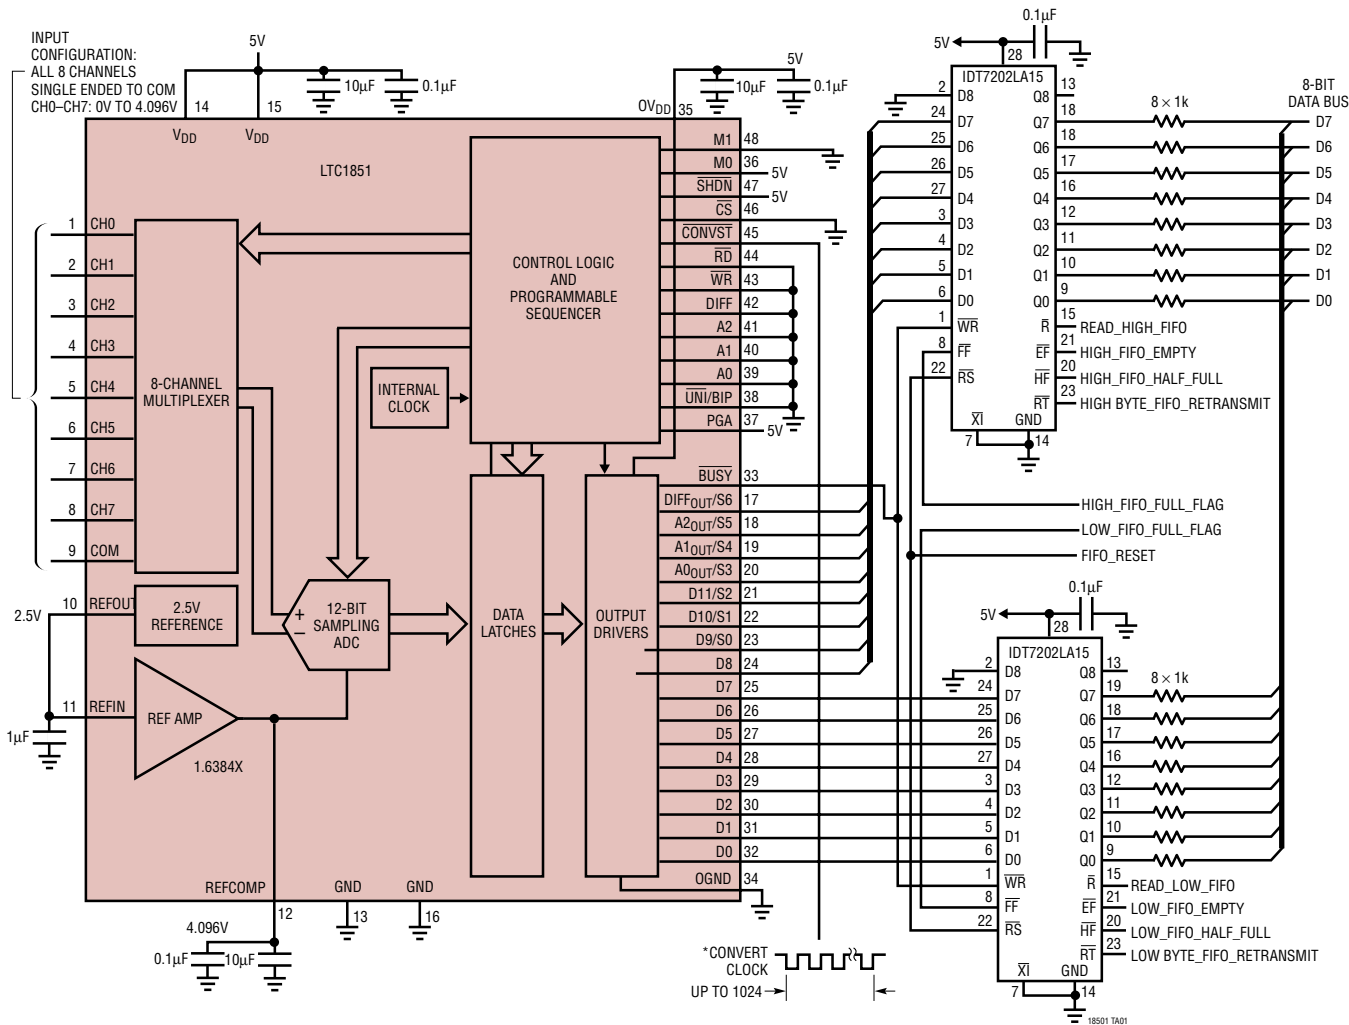 INPUT
CONFIGURATION:
ALL 8 CHANNELS
SINGLE ENDED TO COM
CH0–CH7: 0V TO 4.096V
5V
10µF
0.1µF
14
15
VDD
VDD
LTC1851
1 CH0
2 CH1
3 CH2
4 CH3
5 CH4
6 CH5
7 CH6
8 CH7
9 COM
8-CHANNEL
MULTIPLEXER
10 REFOUT
2.5V
2.5V
REFERENCE
11 REFIN
1µF
REF AMP
1.6384X
REFCOMP
12
4.096V
0.1µF
10µF
GND
13
GND
16
CONTROL LOGIC
AND
PROGRAMMABLE
SEQUENCER
INTERNAL
CLOCK
+
–
12-BIT
SAMPLING
ADC
DATA
LATCHES
OUTPUT
DRIVERS
5V
10µF
0.1µF
OVDD 35
M1 48
M0 36 5V
SHDN 47 5V
CS 46
CONVST 45
RD 44
WR 43
DIFF 42
A2 41
A1 40
A0 39
UNI/BIP 38
PGA 37 5V
BUSY 33
DIFFOUT/S6 17
A2OUT/S5 18
A1OUT/S4 19
A0OUT/S3 20
D11/S2 21
D10/S1 22
D9/S0 23
D8 24
D7 25
D6 26
D5 27
D4 28
D3 29
D2 30
D1 31
D0 32
OGND 34
*CONVERT
CLOCK
UP TO 1024
0.1µF
5V
28
IDT7202LA15
2 D8 Q8 13
24 D7 Q7 18
25 D6 Q6 18
26 D5 Q5 17
27 D4 Q4 16
3 D3 Q3 12
4 D2 Q2 11
5 D1 Q1 10
6 D0 Q0 9
1 WR R 15 READ_HIGH_FIFO
8 FF EF 21 HIGH_FIFO_EMPTY
22 RS HF 20 HIGH_FIFO_HALF_FULL
RT 23 HIGH BYTE_FIFO_RETRANSMIT
XI GND
7 14
8 × 1k
8-BIT
DATA BUS
D7
D6
D5
D4
D3
D2
D1
D0
HIGH_FIFO_FULL_FLAG
LOW_FIFO_FULL_FLAG
FIFO_RESET
0.1µF
5V
28
IDT7202LA15
2 D8 Q8 13
24 D7 Q7 19
25 D6 Q6 18
26 D5 Q5 17
27 D4 Q4 16
3 D3 Q3 12
4 D2 Q2 11
5 D1 Q1 10
6 D0 Q0 9
1 WR R 15 READ_LOW_FIFO
8 FF EF 21 LOW_FIFO_EMPTY
22 RS HF 20 LOW_FIFO_HALF_FULL
RT 23 LOW BYTE_FIFO_RETRANSMIT
XI GND
7 14
8 × 1k
18501 TA01